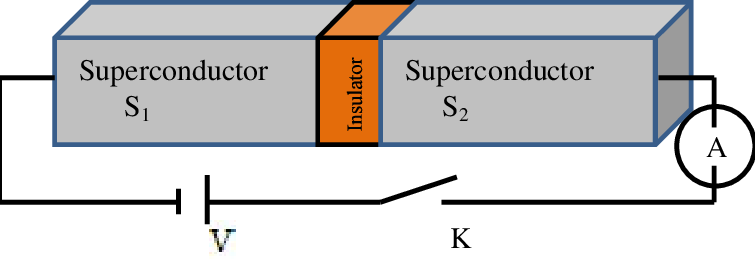 Superconductor
S₁
Insulator
Superconductor
S₂
A
V
K